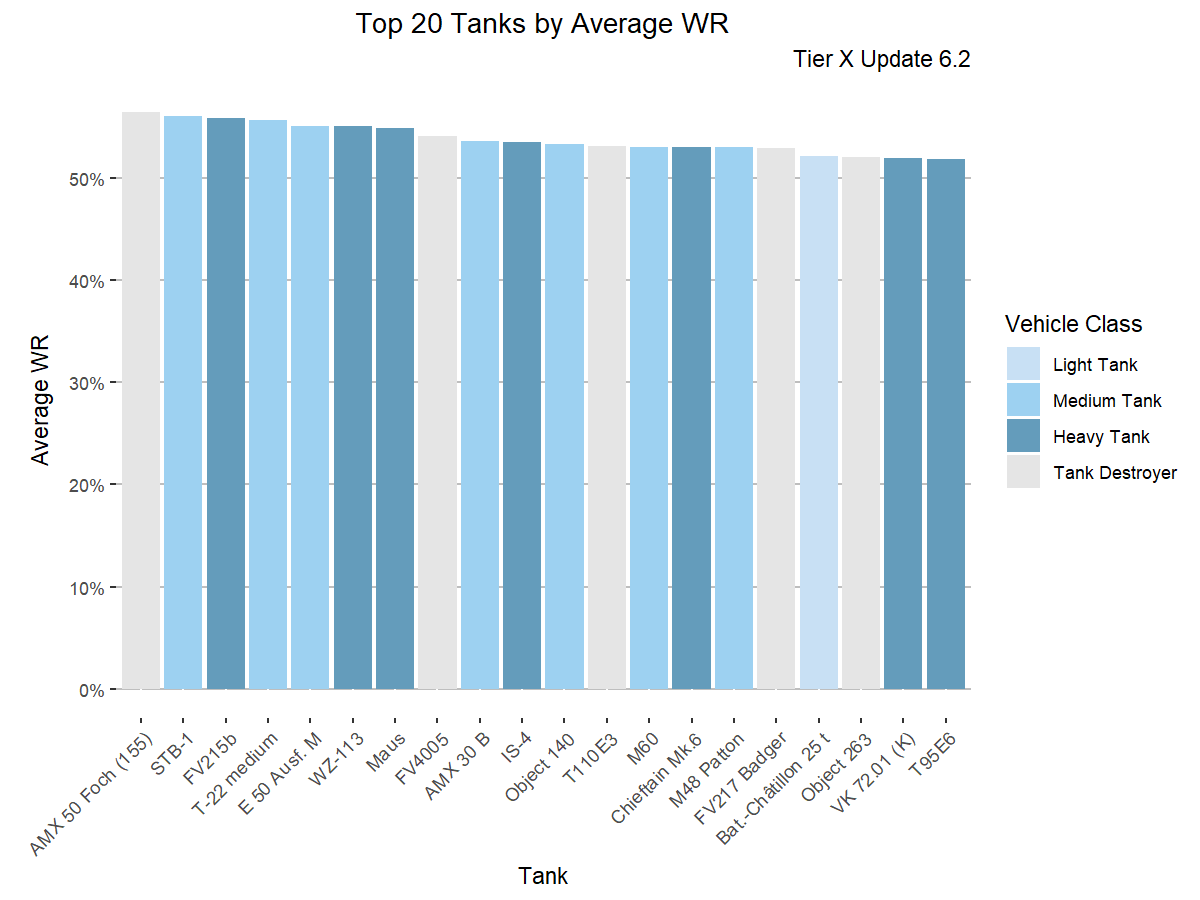 Top 20 Tanks by Average WR
Tier X Update 6.2
50%
40%
30%
20%
10%
0%
Average WR
AMX 50 Foch (155)
STB-1
FV215b
T-22 medium
E 50 Ausf. M
WZ-113
Maus
FV4005
AMX 30 B
IS-4
Object 140
T110E3
M60
Chieftain Mk.6
M48 Patton
FV217 Badger
Bat.-Châtillon 25 t
Object 263
VK 72.01 (K)
T95E6
Tank
Vehicle Class
Light Tank
Medium Tank
Heavy Tank
Tank Destroyer